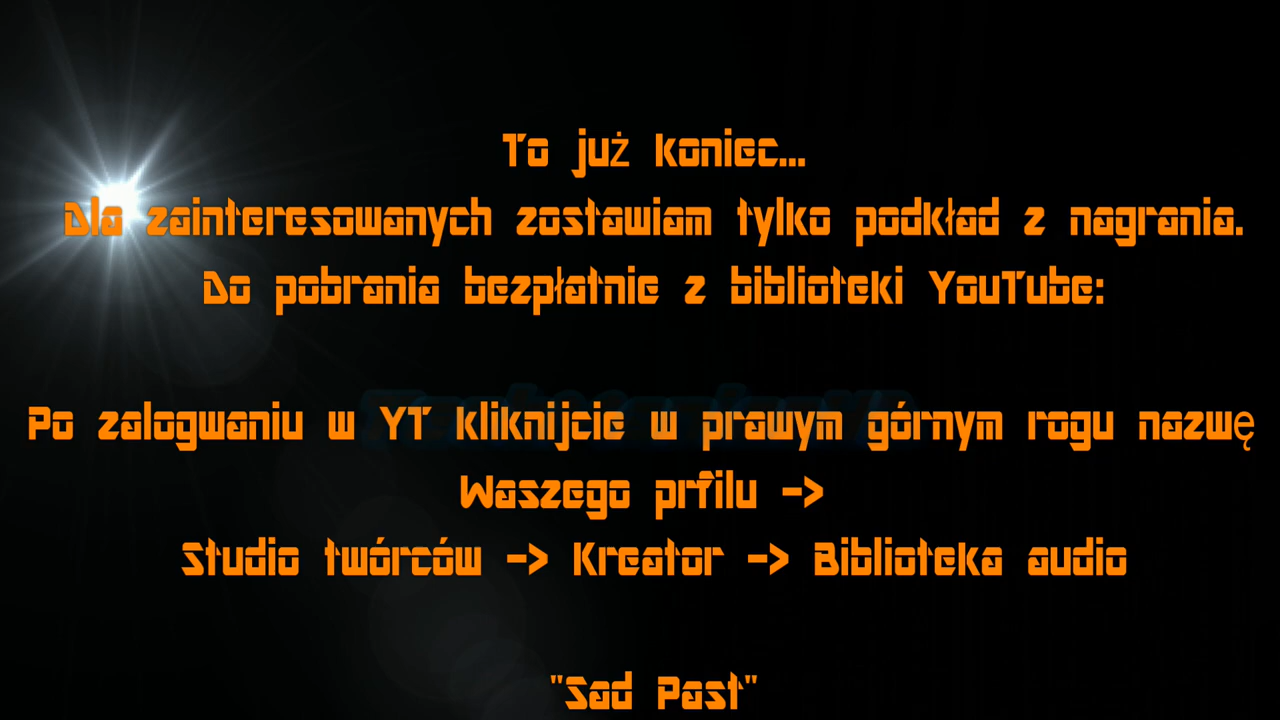 To już koniec...
Dla zainteresowanych zostawiam tylko podkład z nagrania.
Do pobrania bezpłatnie z biblioteki YouTube:
Po zalogwaniu w YT kliknijcie w prawym górnym rogu nazwę
Waszego prfilu ->
Studio twórców -> Kreator -> Biblioteka audio
"Sad Past"